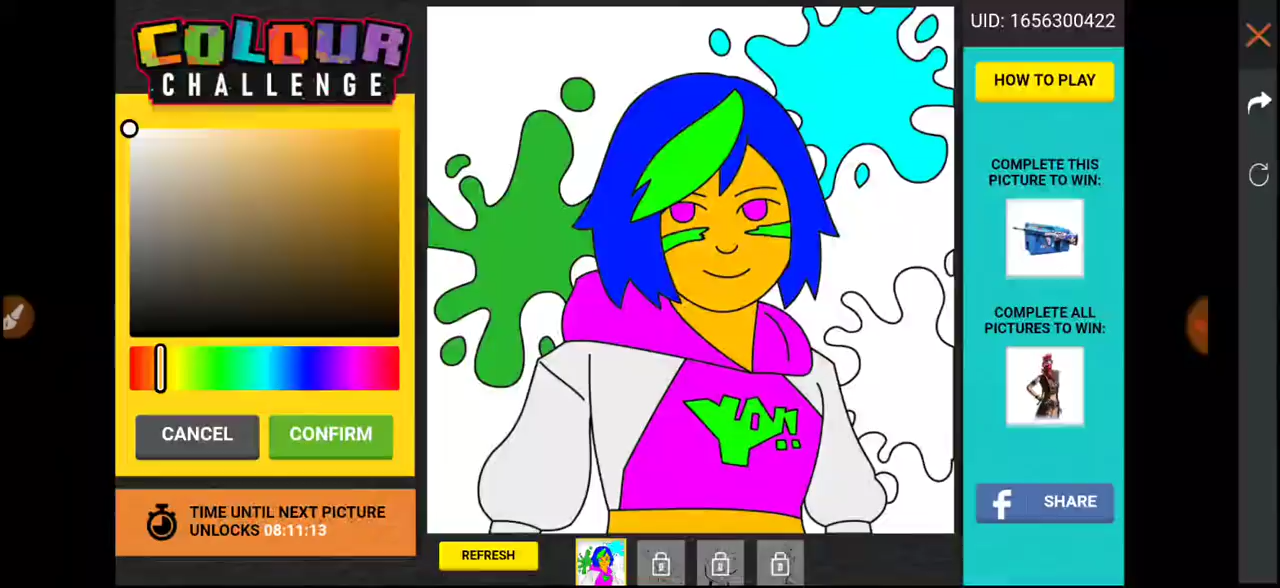 COLOUR
CHALLENGE
CANCEL
CONFIRM
TIME UNTIL NEXT PICTURE
UNLOCKS 08:11:13
YAY!!
REFRESH
UID: 1656300422
HOW TO PLAY
COMPLETE THIS
PICTURE TO WIN:
COMPLETE ALL
PICTURES TO WIN:
f SHARE